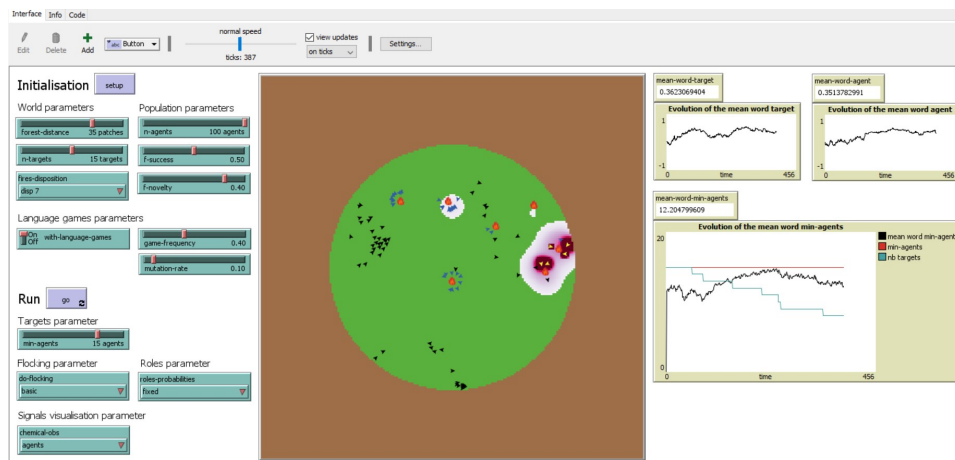 Interface Info Code
Edit Delete Add abc Button normal speed view updates Settings...
ticks: 387 on ticks
Initialisation setup
World parameters Population parameters
forest-distance 35 patches n-agents 100 agents
n-targets 15 targets f-success 0.50
fires-disposition
disp 7 f-novelty 0.40
Language games parameters
On
Off with-language-games game-frequency 0.40
mutation-rate 0.10
Run go
Targets parameter
min-agents 15 agents
Flocking parameter Roles parameter
do-flocking roles-probabilities
basic fixed
Signals visualisation parameter
chemical-obs
agents
mean-word-target mean-word-agent
0.3623069404 0.3513782991
Evolution of the mean word target Evolution of the mean word agent
1 1
-1 -1
0 time 456 0 time 456
mean-word-min-agents
12.204799609
Evolution of the mean word min-agents
20 mean word min-agent
min-agents
nb targets
0
0 time 456